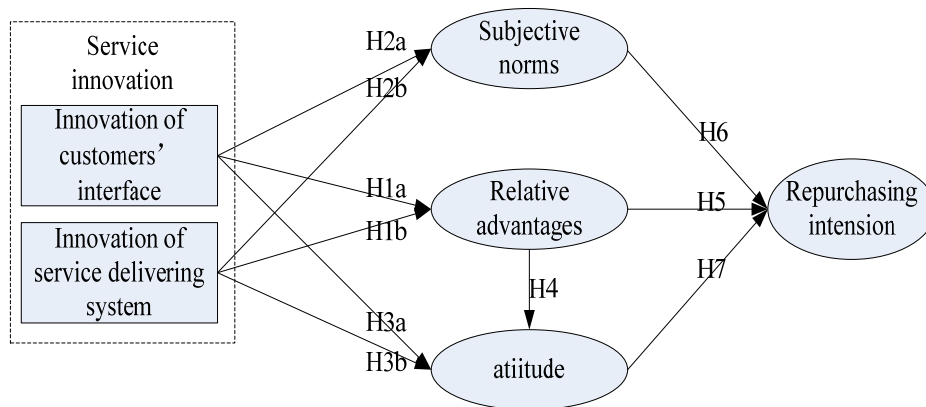 Service
innovation
Innovation of
customers’
interface
Innovation of
service delivering
system
H2a
H2b
H1a
H1b
H3a
H3b
Subjective
norms
Relative
advantages
H4
atiitude
H6
H5
H7
Repurchasing
intension